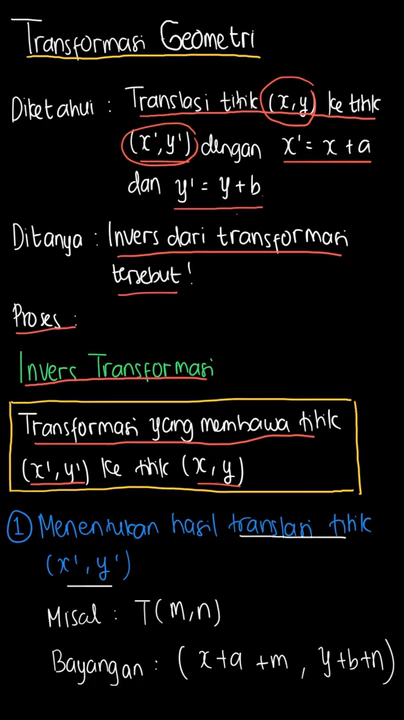 Transformasi Geometri
Diketahui : Translasi titik (x,y) ke titik
(x',y') dengan x' = x + a
dan y' = y + b
Ditanya : Invers dari transformasi
tersebut!
Proses :
Invers Transformasi
Transformasi yang membawa titik
(x',y') ke titik (x,y)
① Menentukan hasil translasi titik
(x',y')
Misal : T(m,n)
Bayangan : (x+a+m, y+b+n)